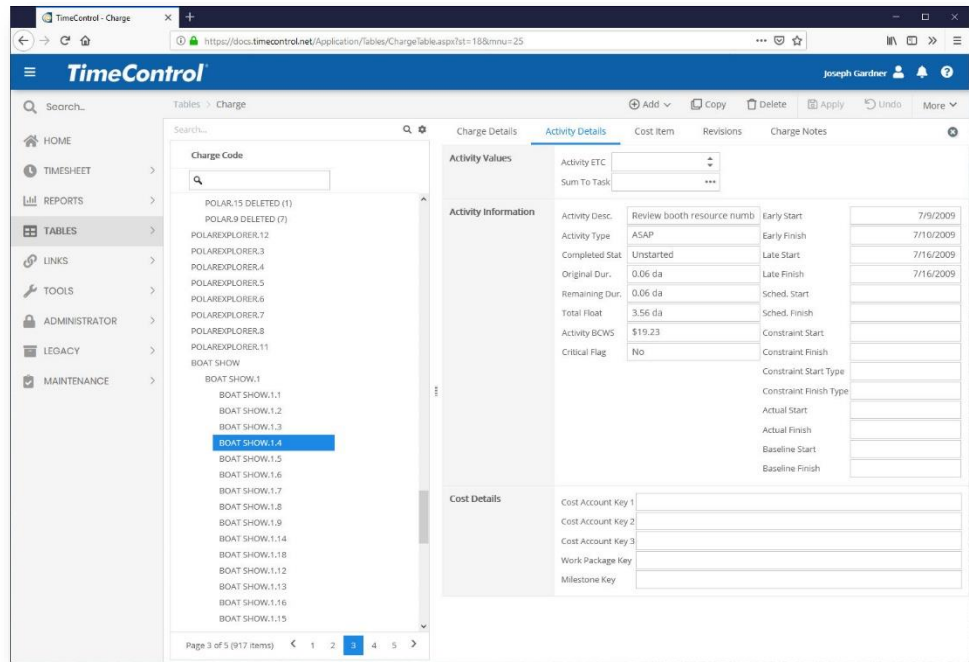 TimeControl - Charge
https://docs.timecontrol.net/Application/Tables/ChargeTable.aspx?st=18&mnu=25
TimeControl
Joseph Gardner
Search...
Tables > Charge
Add
Copy
Delete
Apply
Undo
More
HOME
TIMESHEET
REPORTS
TABLES
LINKS
TOOLS
ADMINISTRATOR
LEGACY
MAINTENANCE
Search...
Charge Code
POLAR.15 DELETED (1)
POLAR.9 DELETED (7)
POLAREXPLORER.12
POLAREXPLORER.3
POLAREXPLORER.4
POLAREXPLORER.5
POLAREXPLORER.6
POLAREXPLORER.7
POLAREXPLORER.8
POLAREXPLORER.11
BOAT SHOW
BOAT SHOW.1
BOAT SHOW.1.1
BOAT SHOW.1.2
BOAT SHOW.1.3
BOAT SHOW.1.4
BOAT SHOW.1.5
BOAT SHOW.1.6
BOAT SHOW.1.7
BOAT SHOW.1.8
BOAT SHOW.1.9
BOAT SHOW.1.14
BOAT SHOW.1.18
BOAT SHOW.1.12
BOAT SHOW.1.13
BOAT SHOW.1.16
BOAT SHOW.1.15
Page 3 of 5 (917 items) 1 2 3 4 5
Charge Details Activity Details Cost Item Revisions Charge Notes
Activity Values
Activity ETC
Sum To Task
Activity Information
Activity Desc. Review booth resource numb Early Start 7/9/2009
Activity Type ASAP Early Finish 7/10/2009
Completed Stat Unstarted Late Start 7/16/2009
Original Dur. 0.06 da Late Finish 7/16/2009
Remaining Dur. 0.06 da Sched. Start
Total Float 3.56 da Sched. Finish
Activity BCWS $19.23 Constraint Start
Critical Flag No Constraint Finish
Constraint Start Type
Constraint Finish Type
Actual Start
Actual Finish
Baseline Start
Baseline Finish
Cost Details
Cost Account Key 1
Cost Account Key 2
Cost Account Key 3
Work Package Key
Milestone Key